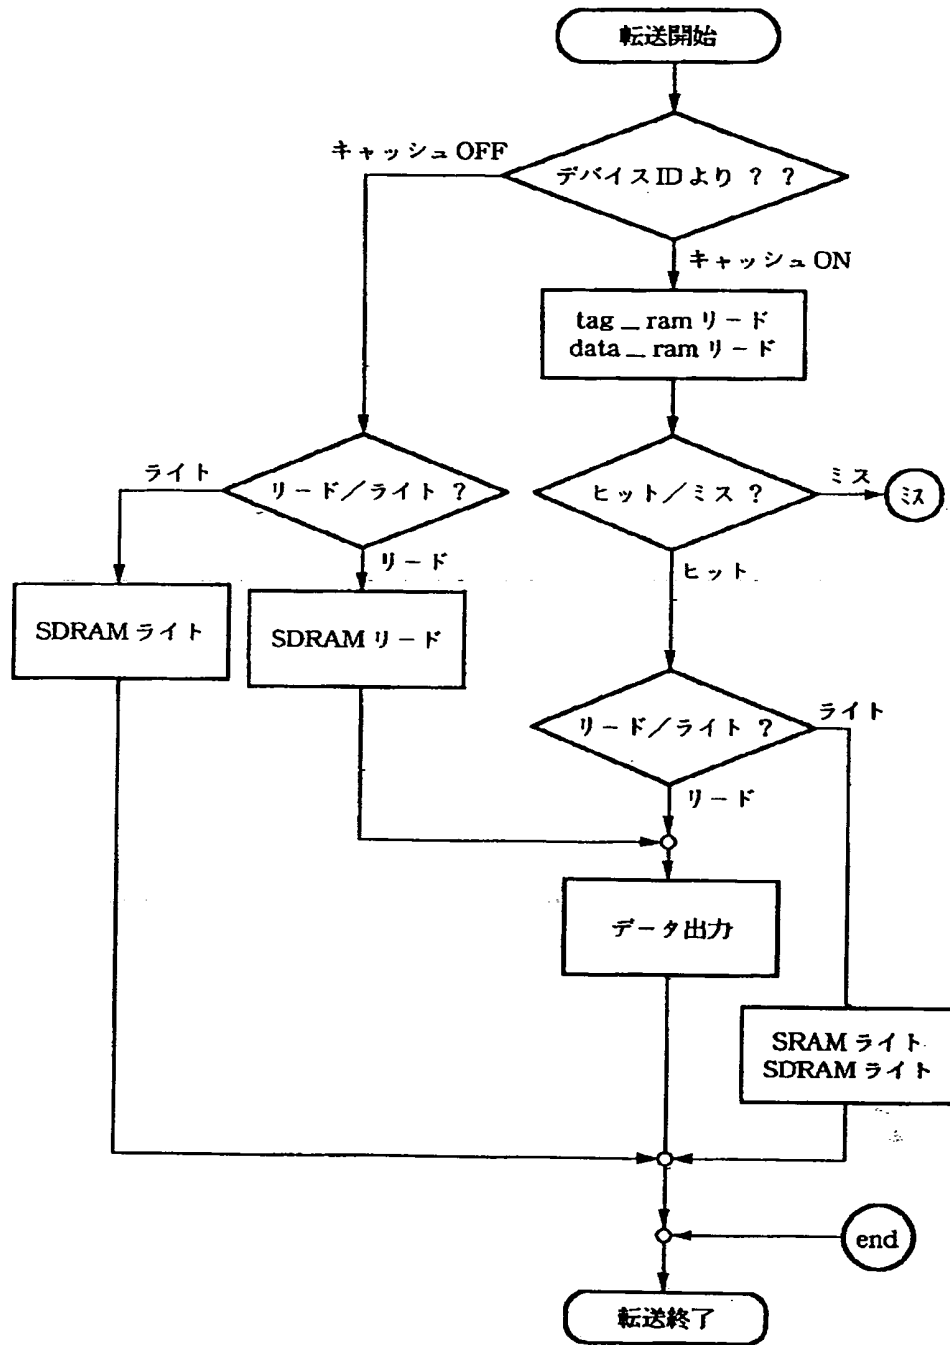 転送開始
キャッシュOFF
デバイスIDより ? ?
キャッシュON
tag_ramリード
data_ramリード
ライト
リード/ライト ?
ヒット/ミス ?
ミス
ミス
リード
ヒット
SDRAMライト
SDRAMリード
リード/ライト ?
ライト
リード
データ出力
SRAMライト
SDRAMライト
end
転送終了